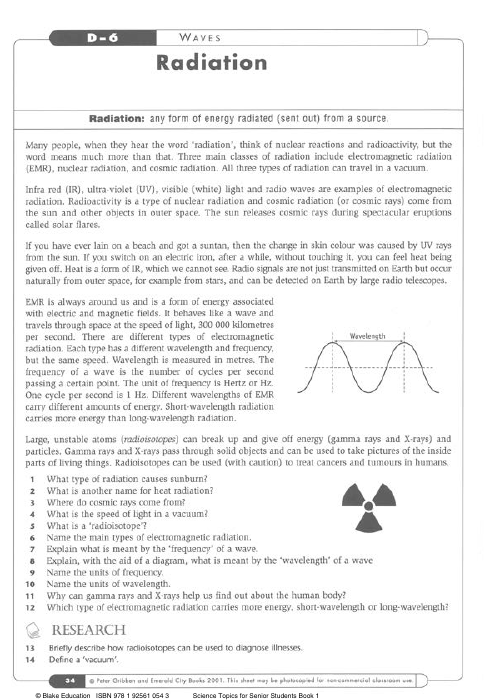 D-6 WAVES
Radiation
Radiation: any form of energy radiated (sent out) from a source.
Many people, when they hear the word 'radiation', think of nuclear reactions and radioactivity, but the
word means much more than that. Three main classes of radiation include electromagnetic radiation
(EMR), nuclear radiation, and cosmic radiation. All three types of radiation can travel in a vacuum.
Infra red (IR), ultra-violet (UV), visible (white) light and radio waves are examples of electromagnetic
radiation. Radioactivity is a type of nuclear radiation and cosmic radiation (or cosmic rays) come from
the sun and other objects in outer space. The sun releases cosmic rays during spectacular eruptions
called solar flares.
If you have ever lain on a beach and got a suntan, then the change in skin colour was caused by UV rays
from the sun. If you switch on an electric iron, after a while, without touching it, you can feel heat being
given off. Heat is a form of IR, which we cannot see. Radio signals are not just transmitted on Earth but occur
naturally from outer space, for example from stars, and can be detected on Earth by large radio telescopes.
EMR is always around us and is a form of energy associated
with electric and magnetic fields. It behaves like a wave and
travels through space at the speed of light, 300 000 kilometres
per second. There are different types of electromagnetic
radiation. Each type has a different wavelength and frequency,
but the same speed. Wavelength is measured in metres. The
frequency of a wave is the number of cycles per second
passing a certain point. The unit of frequency is Hertz or Hz.
One cycle per second is 1 Hz. Different wavelengths of EMR
carry different amounts of energy. Short-wavelength radiation
carries more energy than long-wavelength radiation.
Wavelength
Large, unstable atoms (radioisotopes) can break up and give off energy (gamma rays and X-rays) and
particles. Gamma rays and X-rays pass through solid objects and can be used to take pictures of the inside
parts of living things. Radioisotopes can be used (with caution) to treat cancers and tumours in humans.
1 What type of radiation causes sunburn?
2 What is another name for heat radiation?
3 Where do cosmic rays come from?
4 What is the speed of light in a vacuum?
5 What is a 'radioisotope'?
6 Name the main types of electromagnetic radiation.
7 Explain what is meant by the 'frequency' of a wave.
8 Explain, with the aid of a diagram, what is meant by the 'wavelength' of a wave
9 Name the units of frequency.
10 Name the units of wavelength.
11 Why can gamma rays and X-rays help us find out about the human body?
12 Which type of electromagnetic radiation carries more energy, short-wavelength or long-wavelength?
RESEARCH
13 Briefly describe how radioisotopes can be used to diagnose illnesses.
14 Define a 'vacuum'.
34 © Peter Gribben and Emerald City Books 2001. This sheet may be photocopied for non-commercial classroom use.
© Blake Education ISBN 978 1 92561 054 3 Science Topics for Senior Students Book 1